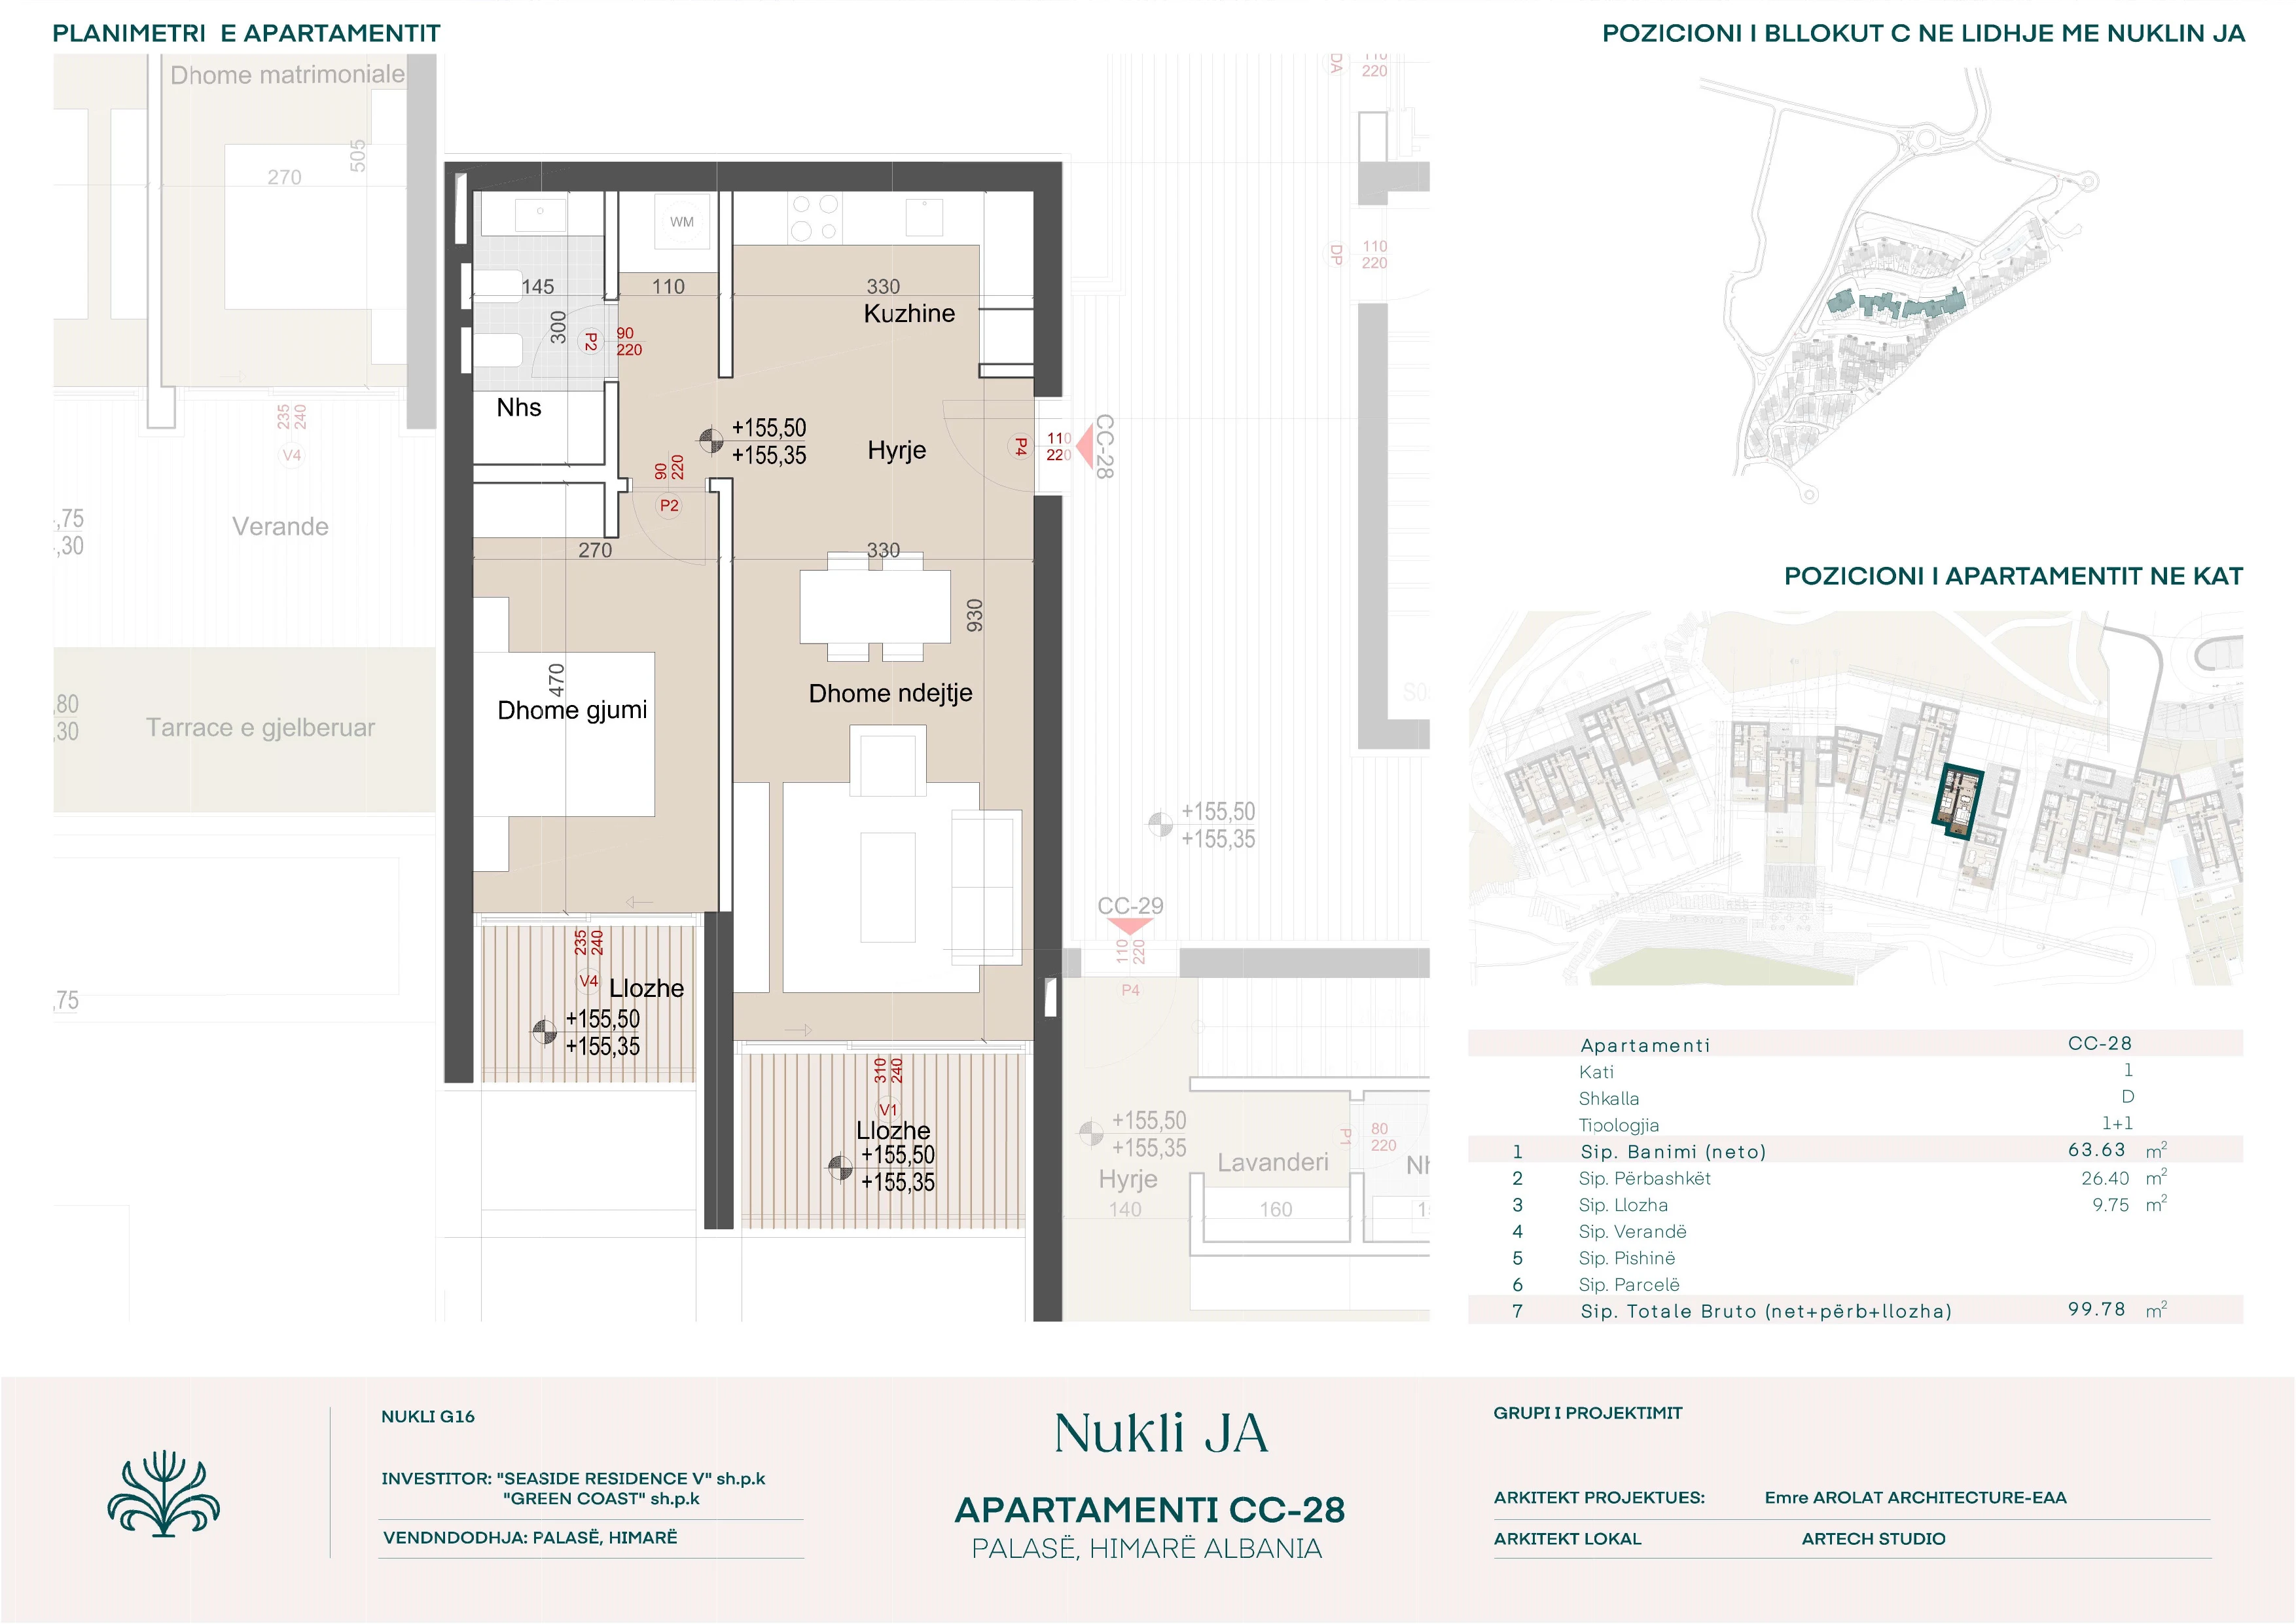 PLANIMETRI E APARTAMENTIT
POZICIONI I BLLOKUT C NE LIDHJE ME NUKLIN JA
Dhome matrimoniale
270
505
235
240
V4
Verande
,75
,30
Tarrace e gjelberuar
,80
,30
,75
WM
145
110
330
Kuzhine
300
P2
90
220
Nhs
+155,50
+155,35
Hyrje
P4
110
220
CC-28
90
220
P2
270
330
930
470
Dhome gjumi
Dhome ndejtje
235
240
V4
Llozhe
+155,50
+155,35
310
240
V1
Llozhe
+155,50
+155,35
DA
110
220
DP
110
220
S0
+155,50
+155,35
CC-29
110
220
P4
+155,50
+155,35
Hyrje
140
Lavanderi
160
P1
80
220
POZICIONI I APARTAMENTIT NE KAT
Apartamenti CC-28
Kati 1
Shkalla D
Tipologjia 1+1
1 Sip. Banimi (neto) 63.63 m²
2 Sip. Përbashkët 26.40 m²
3 Sip. Llozha 9.75 m²
4 Sip. Verandë
5 Sip. Pishinë
6 Sip. Parcelë
7 Sip. Totale Bruto (net+përb+llozha) 99.78 m²
NUKLI G16
INVESTITOR: "SEASIDE RESIDENCE V" sh.p.k
"GREEN COAST" sh.p.k
VENDNDODHJA: PALASË, HIMARË
Nukli JA
APARTAMENTI CC-28
PALASË, HIMARË ALBANIA
GRUPI I PROJEKTIMIT
ARKITEKT PROJEKTUES: Emre AROLAT ARCHITECTURE-EAA
ARKITEKT LOKAL ARTECH STUDIO